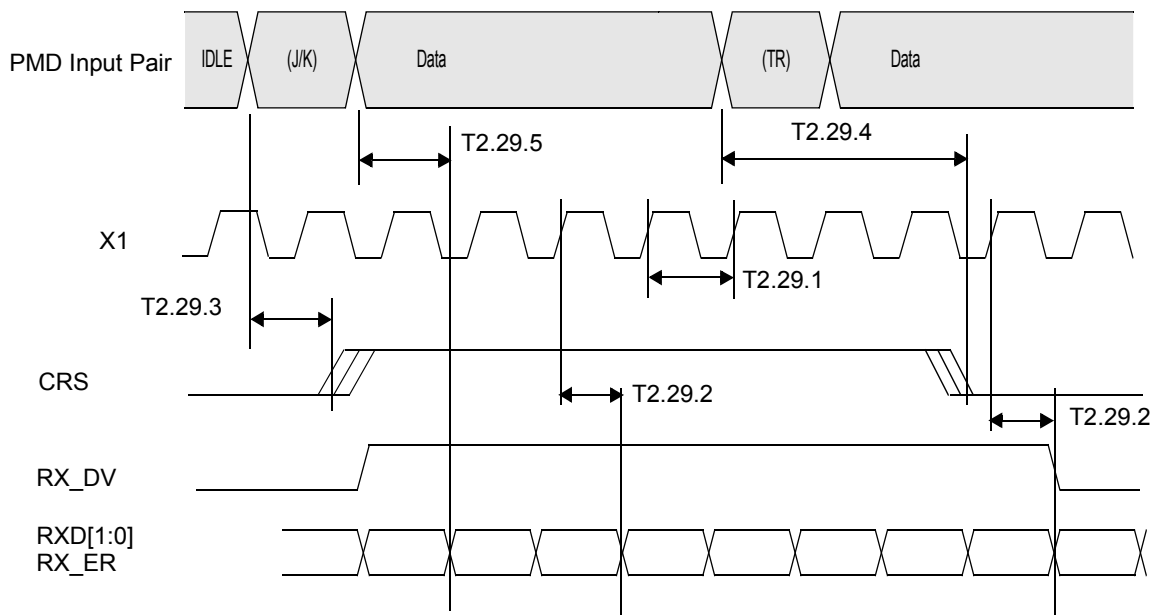 PMD Input Pair
IDLE
(J/K)
Data
(TR)
Data
T2.29.5
T2.29.4
X1
T2.29.1
T2.29.3
CRS
T2.29.2
T2.29.2
RX_DV
RXD[1:0]
RX_ER